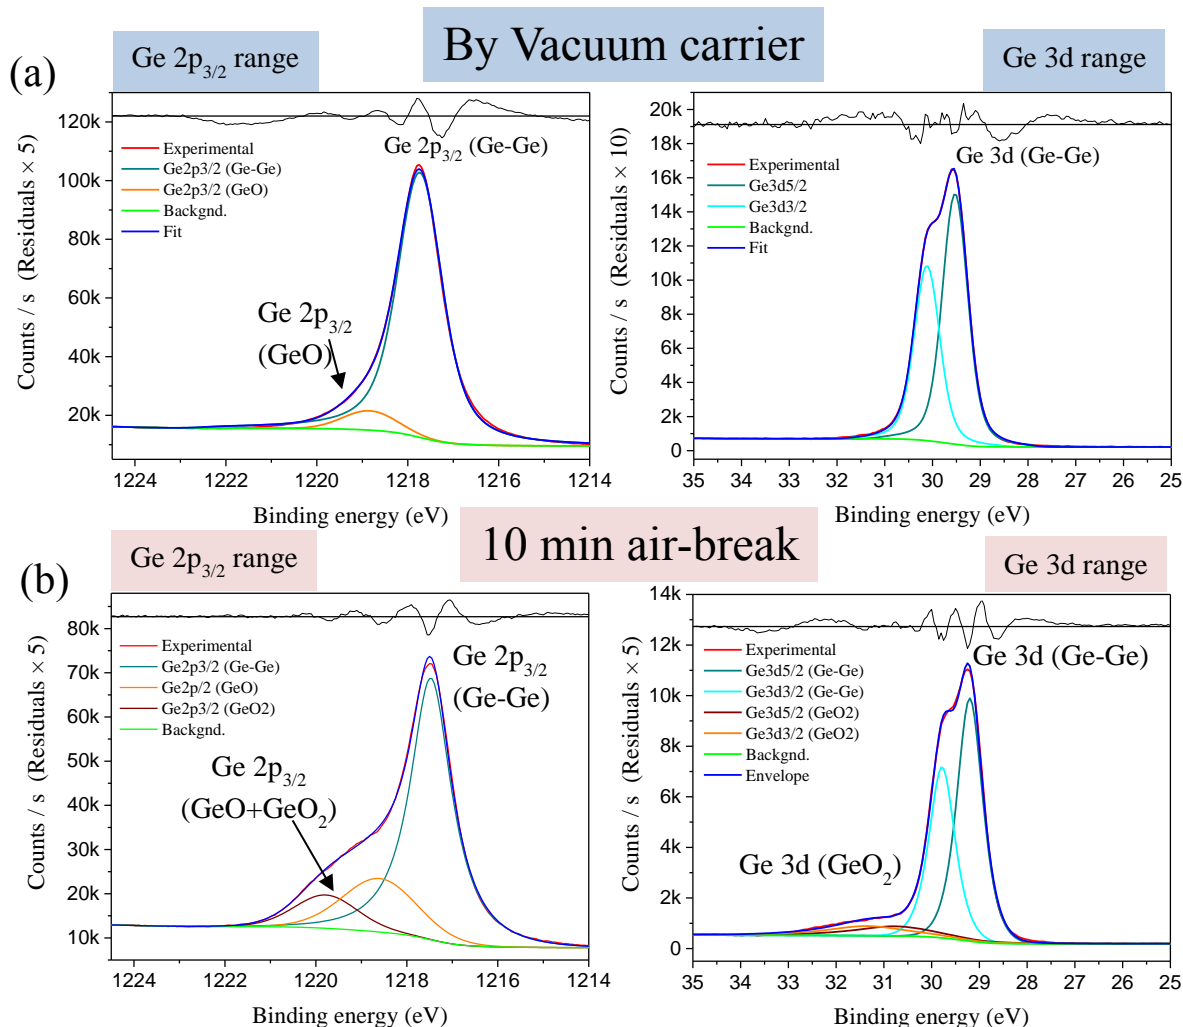 By Vacuum carrier
(a)
Ge 2p3/2 range
Ge 3d range
Counts / s (Residuals × 5)
120k
100k
80k
60k
40k
20k
Experimental
Ge2p3/2 (Ge-Ge)
Ge2p3/2 (GeO)
Backgnd.
Fit
Ge 2p3/2 (Ge-Ge)
Ge 2p3/2
(GeO)
1224 1222 1220 1218 1216 1214
Binding energy (eV)
Counts / s (Residuals × 10)
20k
18k
16k
14k
12k
10k
8k
6k
4k
2k
0
Experimental
Ge3d5/2
Ge3d3/2
Backgnd.
Fit
Ge 3d (Ge-Ge)
35 34 33 32 31 30 29 28 27 26 25
Binding energy (eV)
10 min air-break
(b)
Ge 2p3/2 range
Ge 3d range
Counts / s (Residuals × 5)
80k
70k
60k
50k
40k
30k
20k
10k
Experimental
Ge2p3/2 (Ge-Ge)
Ge2p/2 (GeO)
Ge2p3/2 (GeO2)
Backgnd.
Ge 2p3/2
(Ge-Ge)
Ge 2p3/2
(GeO+GeO2)
1224 1222 1220 1218 1216 1214
Binding energy (eV)
Counts / s (Residuals × 5)
14k
12k
10k
8k
6k
4k
2k
0
Experimental
Ge3d5/2 (Ge-Ge)
Ge3d3/2 (Ge-Ge)
Ge3d5/2 (GeO2)
Ge3d3/2 (GeO2)
Backgnd.
Envelope
Ge 3d (Ge-Ge)
Ge 3d (GeO2)
35 34 33 32 31 30 29 28 27 26 25
Binding energy (eV)